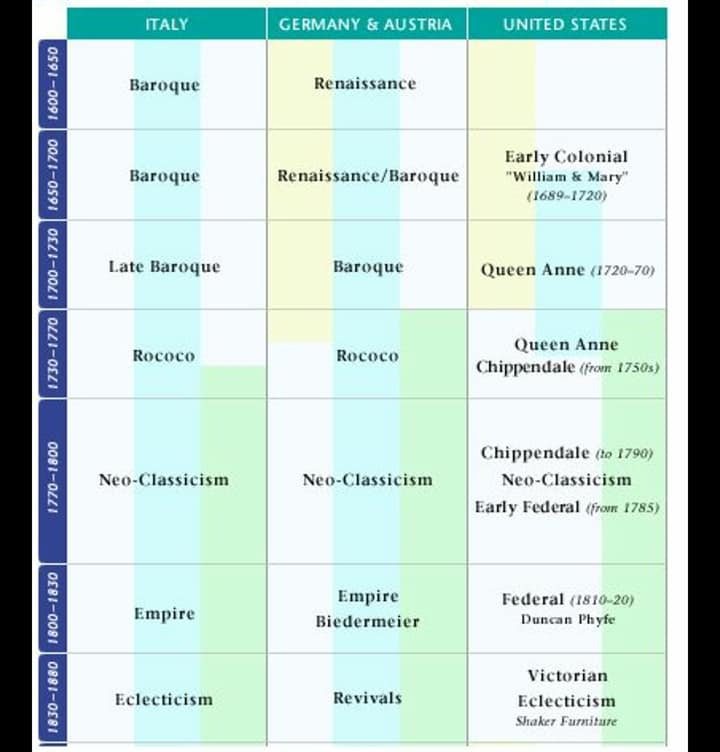 ITALY GERMANY & AUSTRIA UNITED STATES
1600–1650 Baroque Renaissance
1650–1700 Baroque Renaissance/Baroque Early Colonial
"William & Mary"
(1689–1720)
1700–1730 Late Baroque Baroque Queen Anne (1720–70)
1730–1770 Rococo Rococo Queen Anne
Chippendale (from 1750s)
1770–1800 Neo-Classicism Neo-Classicism Chippendale (to 1790)
Neo-Classicism
Early Federal (from 1785)
1800–1830 Empire Empire
Biedermeier
Federal (1810–20)
Duncan Phyfe
1830–1880 Eclecticism Revivals Victorian
Eclecticism
Shaker Furniture